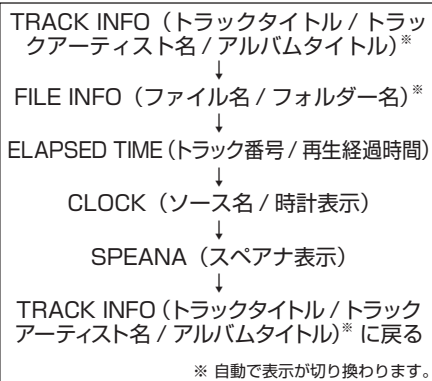 TRACK INFO（トラックタイトル / トラッ
クアーティスト名 / アルバムタイトル）※
↓
FILE INFO（ファイル名 / フォルダー名）※
↓
ELAPSED TIME（トラック番号 / 再生経過時間）
↓
CLOCK（ソース名 / 時計表示）
↓
SPEANA（スペアナ表示）
↓
TRACK INFO（トラックタイトル / トラック
アーティスト名 / アルバムタイトル）※ に戻る
※ 自動で表示が切り換わります。